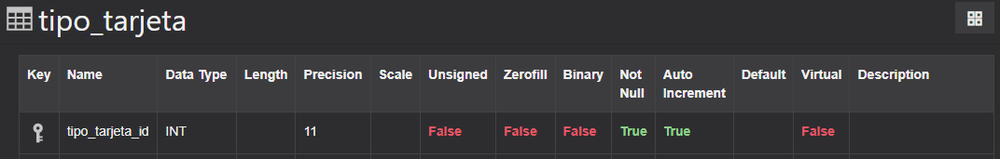 tipo_tarjeta
Key Name Data Type Length Precision Scale Unsigned Zerofill Binary Not Null Auto Increment Default Virtual Description
tipo_tarjeta_id INT 11 False False False True True False